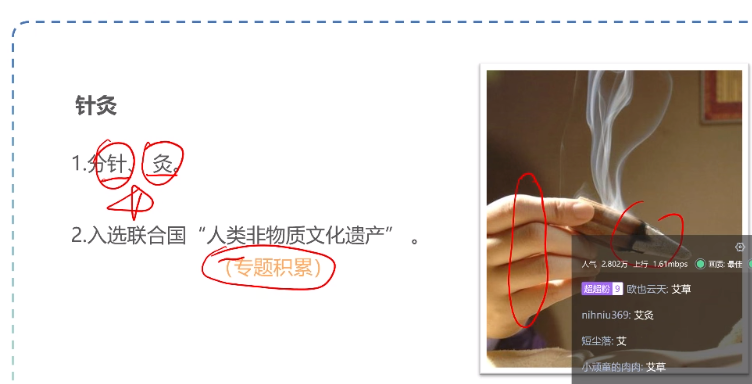 针灸
1.分针、灸。
2.入选联合国“人类非物质文化遗产”。
（专题积累）
人气 2.802万 上行 1.61mbps 画质: 最佳
超超粉 9 欧也云天: 艾草
nihniu369: 艾灸
短尘落: 艾
小顽童的肉肉: 艾草